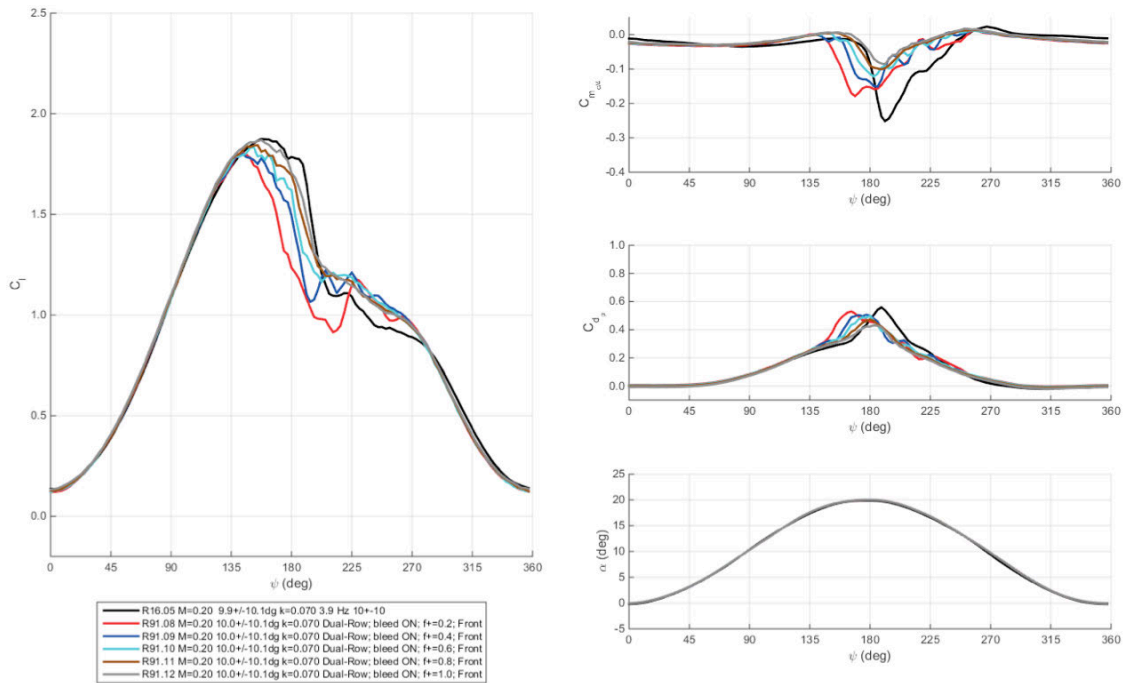 2.5
2.0
1.5
1.0
0.5
0.0
C_l
0 45 90 135 180 225 270 315 360
ψ (deg)
R16.05 M=0.20 9.9+/-10.1dg k=0.070 3.9 Hz 10+-10
R91.08 M=0.20 10.0+/-10.1dg k=0.070 Dual-Row; bleed ON; f+=0.2; Front
R91.09 M=0.20 10.0+/-10.1dg k=0.070 Dual-Row; bleed ON; f+=0.4; Front
R91.10 M=0.20 10.0+/-10.1dg k=0.070 Dual-Row; bleed ON; f+=0.6; Front
R91.11 M=0.20 10.0+/-10.1dg k=0.070 Dual-Row; bleed ON; f+=0.8; Front
R91.12 M=0.20 10.0+/-10.1dg k=0.070 Dual-Row; bleed ON; f+=1.0; Front
0.0
-0.1
-0.2
-0.3
-0.4
C_m_c/4
0 45 90 135 180 225 270 315 360
ψ (deg)
1.0
0.8
0.6
0.4
0.2
0.0
C_d_p
0 45 90 135 180 225 270 315 360
ψ (deg)
25
20
15
10
5
0
-5
α (deg)
0 45 90 135 180 225 270 315 360
ψ (deg)